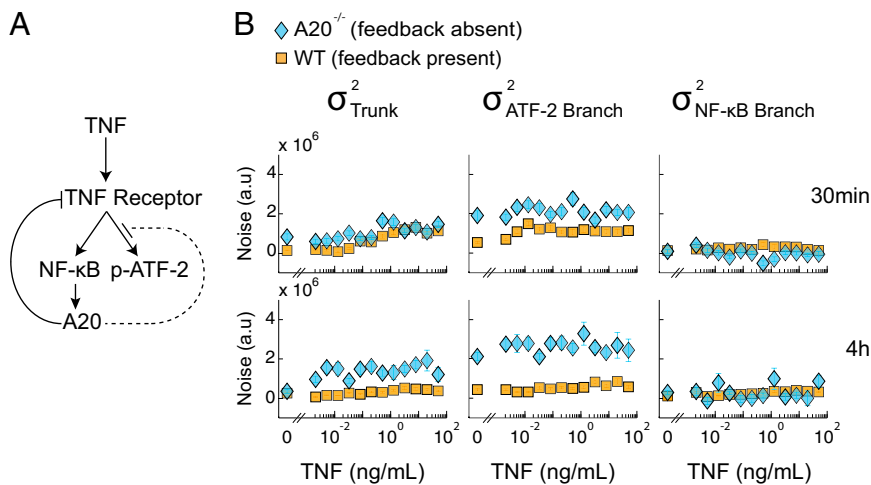 A
B
A20-/- (feedback absent)
WT (feedback present)
σ2Trunk
σ2ATF-2 Branch
σ2NF-κB Branch
TNF
TNF Receptor
NF-κB p-ATF-2
A20
x 10^6
Noise (a.u)
4
2
0
30min
x 10^6
Noise (a.u)
4
2
0
4h
0 10^-2 10^0 10^2
0 10^-2 10^0 10^2
0 10^-2 10^0 10^2
TNF (ng/mL)
TNF (ng/mL)
TNF (ng/mL)